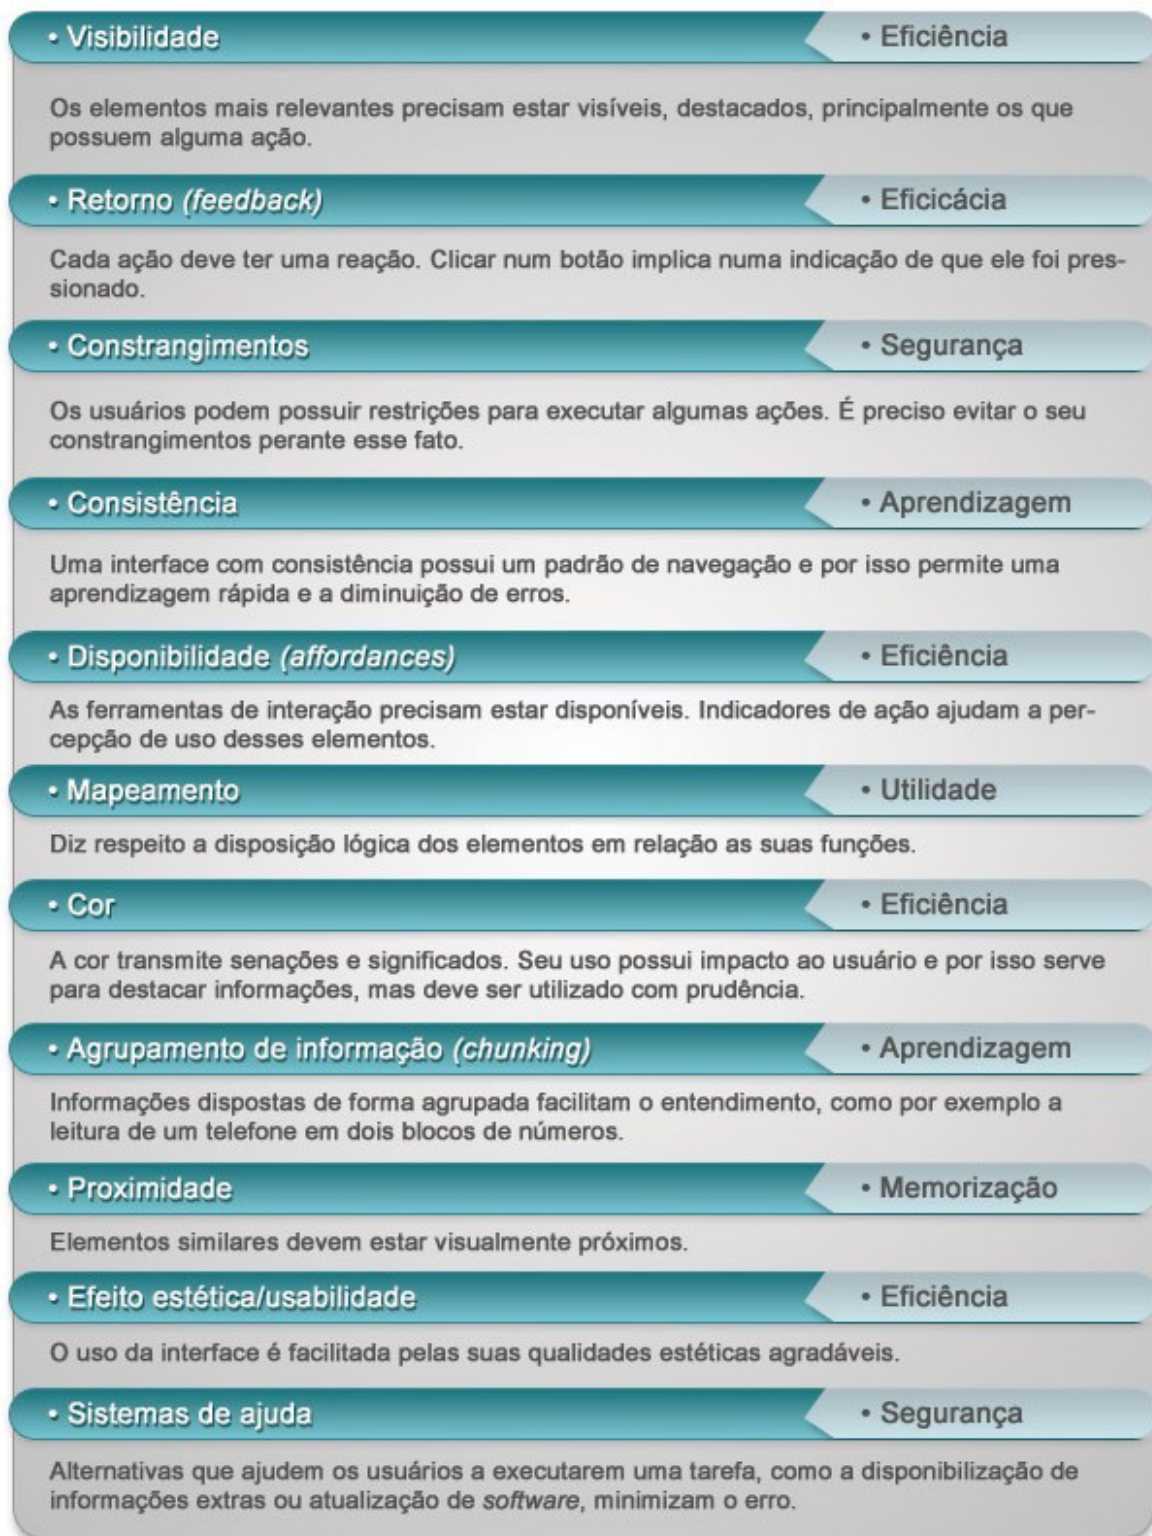 • Visibilidade • Eficiência
Os elementos mais relevantes precisam estar visíveis, destacados, principalmente os que
possuem alguma ação.
• Retorno (feedback) • Eficicácia
Cada ação deve ter uma reação. Clicar num botão implica numa indicação de que ele foi pres-
sionado.
• Constrangimentos • Segurança
Os usuários podem possuir restrições para executar algumas ações. É preciso evitar o seu
constrangimentos perante esse fato.
• Consistência • Aprendizagem
Uma interface com consistência possui um padrão de navegação e por isso permite uma
aprendizagem rápida e a diminuição de erros.
• Disponibilidade (affordances) • Eficiência
As ferramentas de interação precisam estar disponíveis. Indicadores de ação ajudam a per-
cepção de uso desses elementos.
• Mapeamento • Utilidade
Diz respeito a disposição lógica dos elementos em relação as suas funções.
• Cor • Eficiência
A cor transmite senações e significados. Seu uso possui impacto ao usuário e por isso serve
para destacar informações, mas deve ser utilizado com prudência.
• Agrupamento de informação (chunking) • Aprendizagem
Informações dispostas de forma agrupada facilitam o entendimento, como por exemplo a
leitura de um telefone em dois blocos de números.
• Proximidade • Memorização
Elementos similares devem estar visualmente próximos.
• Efeito estética/usabilidade • Eficiência
O uso da interface é facilitada pelas suas qualidades estéticas agradáveis.
• Sistemas de ajuda • Segurança
Alternativas que ajudem os usuários a executarem uma tarefa, como a disponibilização de
informações extras ou atualização de software, minimizam o erro.